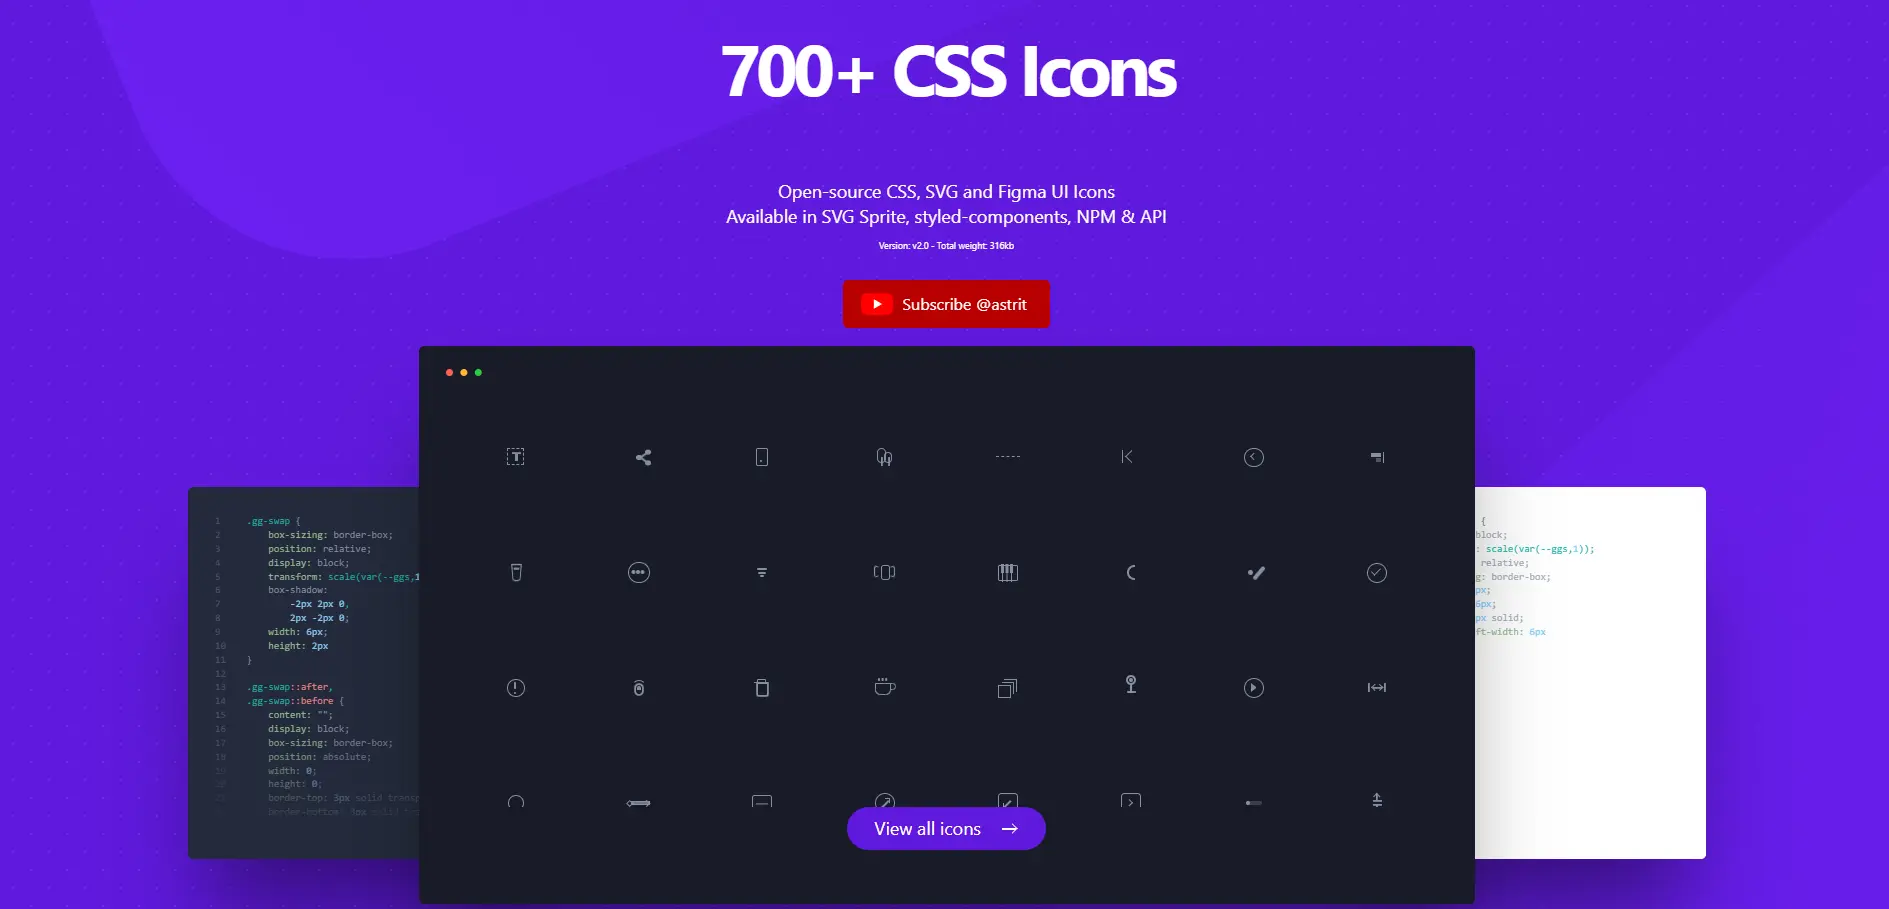 700+ CSS Icons
Open-source CSS, SVG and Figma UI Icons
Available in SVG Sprite, styled-components, NPM & API
Version: v2.0 - Total weight: 316kb
Subscribe @astrit
1 .gg-swap {
2 box-sizing: border-box;
3 position: relative;
4 display: block;
5 transform: scale(var(--ggs,1
6 box-shadow:
7 -2px 2px 0,
8 2px -2px 0;
9 width: 6px;
10 height: 2px
11 }
12
13 .gg-swap::after,
14 .gg-swap::before {
15 content: "";
16 display: block;
17 box-sizing: border-box;
18 position: absolute;
19 width: 0;
20 height: 0;
21 border-top: 3px solid transp
border-bottom: 3px solid
{
block;
: scale(var(--ggs,1));
relative;
g: border-box;
px;
6px;
px solid;
ft-width: 6px
T
View all icons